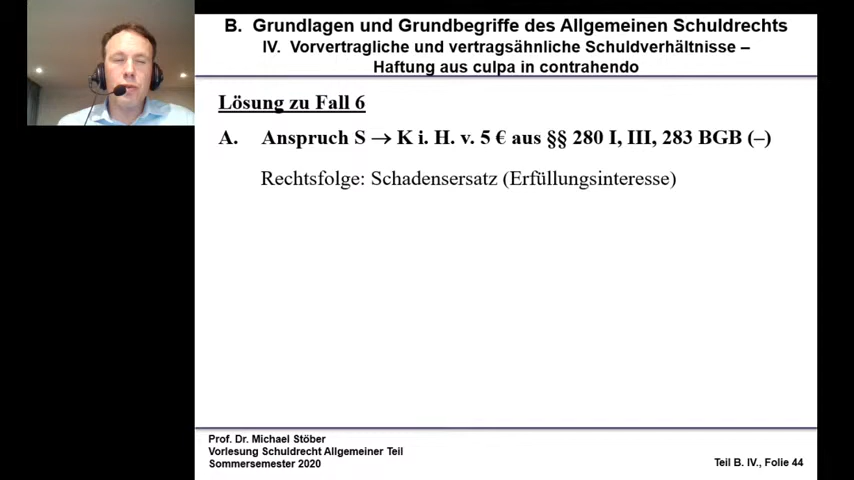 B. Grundlagen und Grundbegriffe des Allgemeinen Schuldrechts
IV. Vorvertragliche und vertragsähnliche Schuldverhältnisse –
Haftung aus culpa in contrahendo
Lösung zu Fall 6
A. Anspruch S → K i. H. v. 5 € aus §§ 280 I, III, 283 BGB (–)
Rechtsfolge: Schadensersatz (Erfüllungsinteresse)
Prof. Dr. Michael Stöber
Vorlesung Schuldrecht Allgemeiner Teil
Sommersemester 2020
Teil B. IV., Folie 44